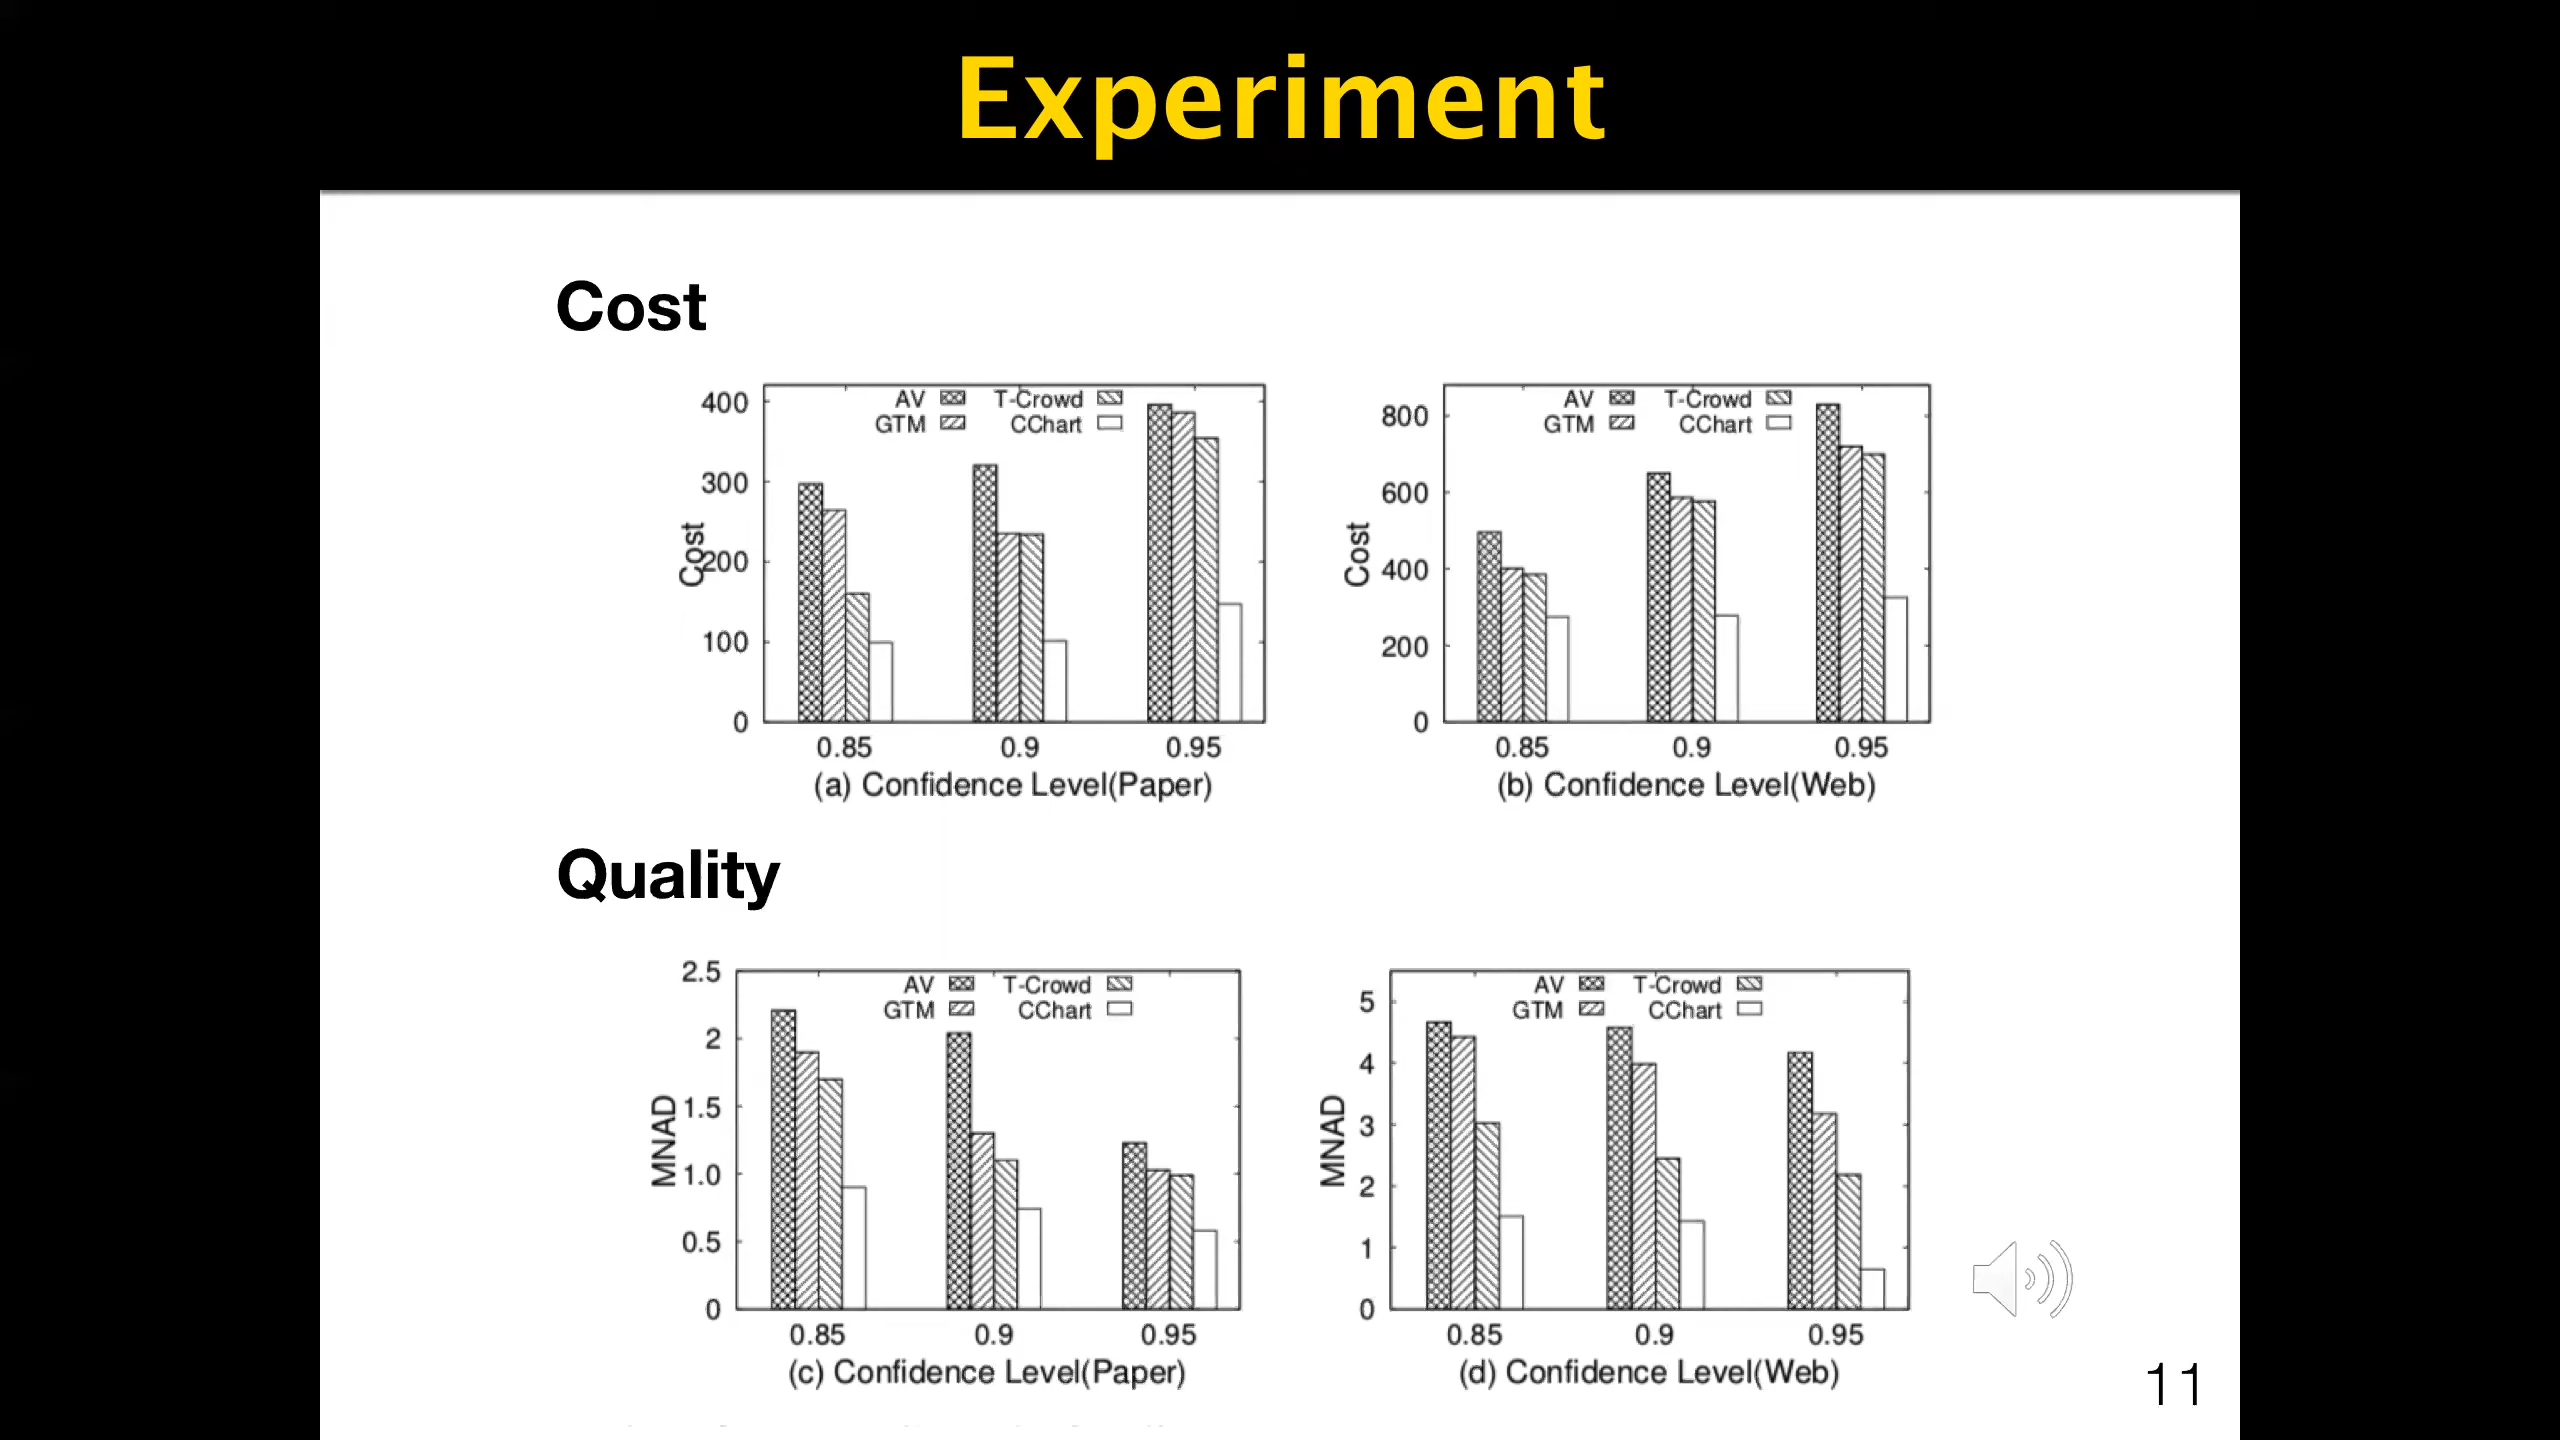 Experiment
Cost
400
300
200
100
0
Cost
AV
T-Crowd
GTM
CChart
0.85
0.9
0.95
(a) Confidence Level(Paper)
800
600
400
200
0
Cost
AV
T-Crowd
GTM
CChart
0.85
0.9
0.95
(b) Confidence Level(Web)
Quality
2.5
2
1.5
1.0
0.5
0
MNAD
AV
T-Crowd
GTM
CChart
0.85
0.9
0.95
(c) Confidence Level(Paper)
5
4
3
2
1
0
MNAD
AV
T-Crowd
GTM
CChart
0.85
0.9
0.95
(d) Confidence Level(Web)
11